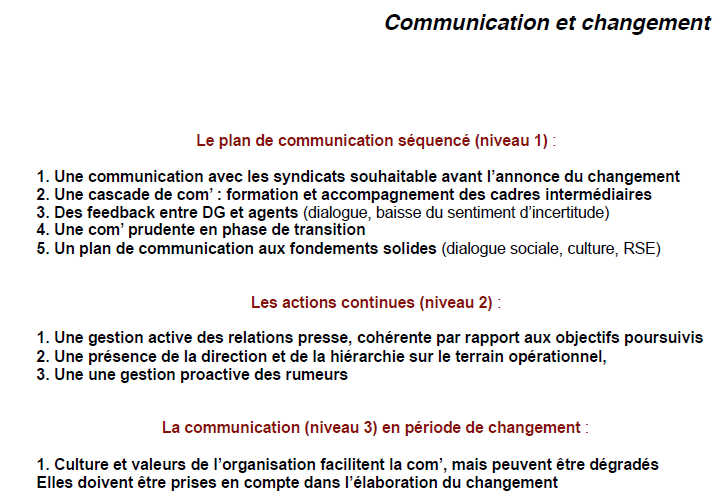 Communication et changement
Le plan de communication séquencé (niveau 1) :
1. Une communication avec les syndicats souhaitable avant l’annonce du changement
2. Une cascade de com’ : formation et accompagnement des cadres intermédiaires
3. Des feedback entre DG et agents (dialogue, baisse du sentiment d’incertitude)
4. Une com’ prudente en phase de transition
5. Un plan de communication aux fondements solides (dialogue sociale, culture, RSE)
Les actions continues (niveau 2) :
1. Une gestion active des relations presse, cohérente par rapport aux objectifs poursuivis
2. Une présence de la direction et de la hiérarchie sur le terrain opérationnel,
3. Une une gestion proactive des rumeurs
La communication (niveau 3) en période de changement :
1. Culture et valeurs de l’organisation facilitent la com’, mais peuvent être dégradés
Elles doivent être prises en compte dans l’élaboration du changement